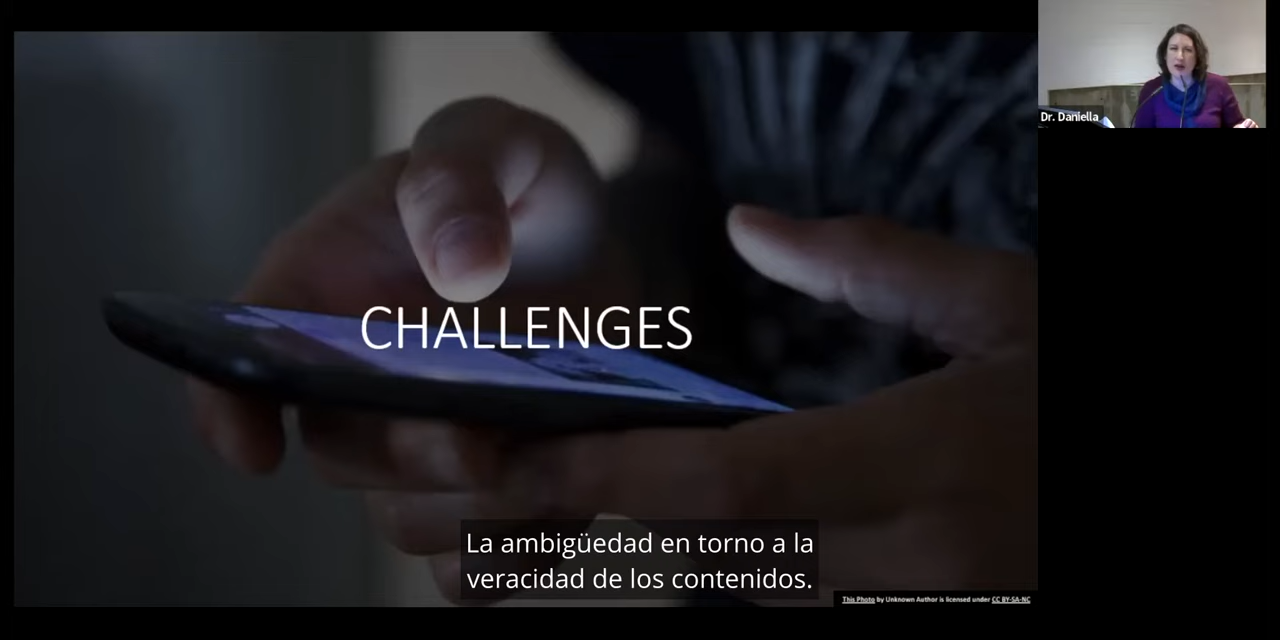 Dr. Daniella
CHALLENGES
La ambigüedad en torno a la
veracidad de los contenidos.
This Photo by Unknown Author is licensed under CC BY-SA-NC